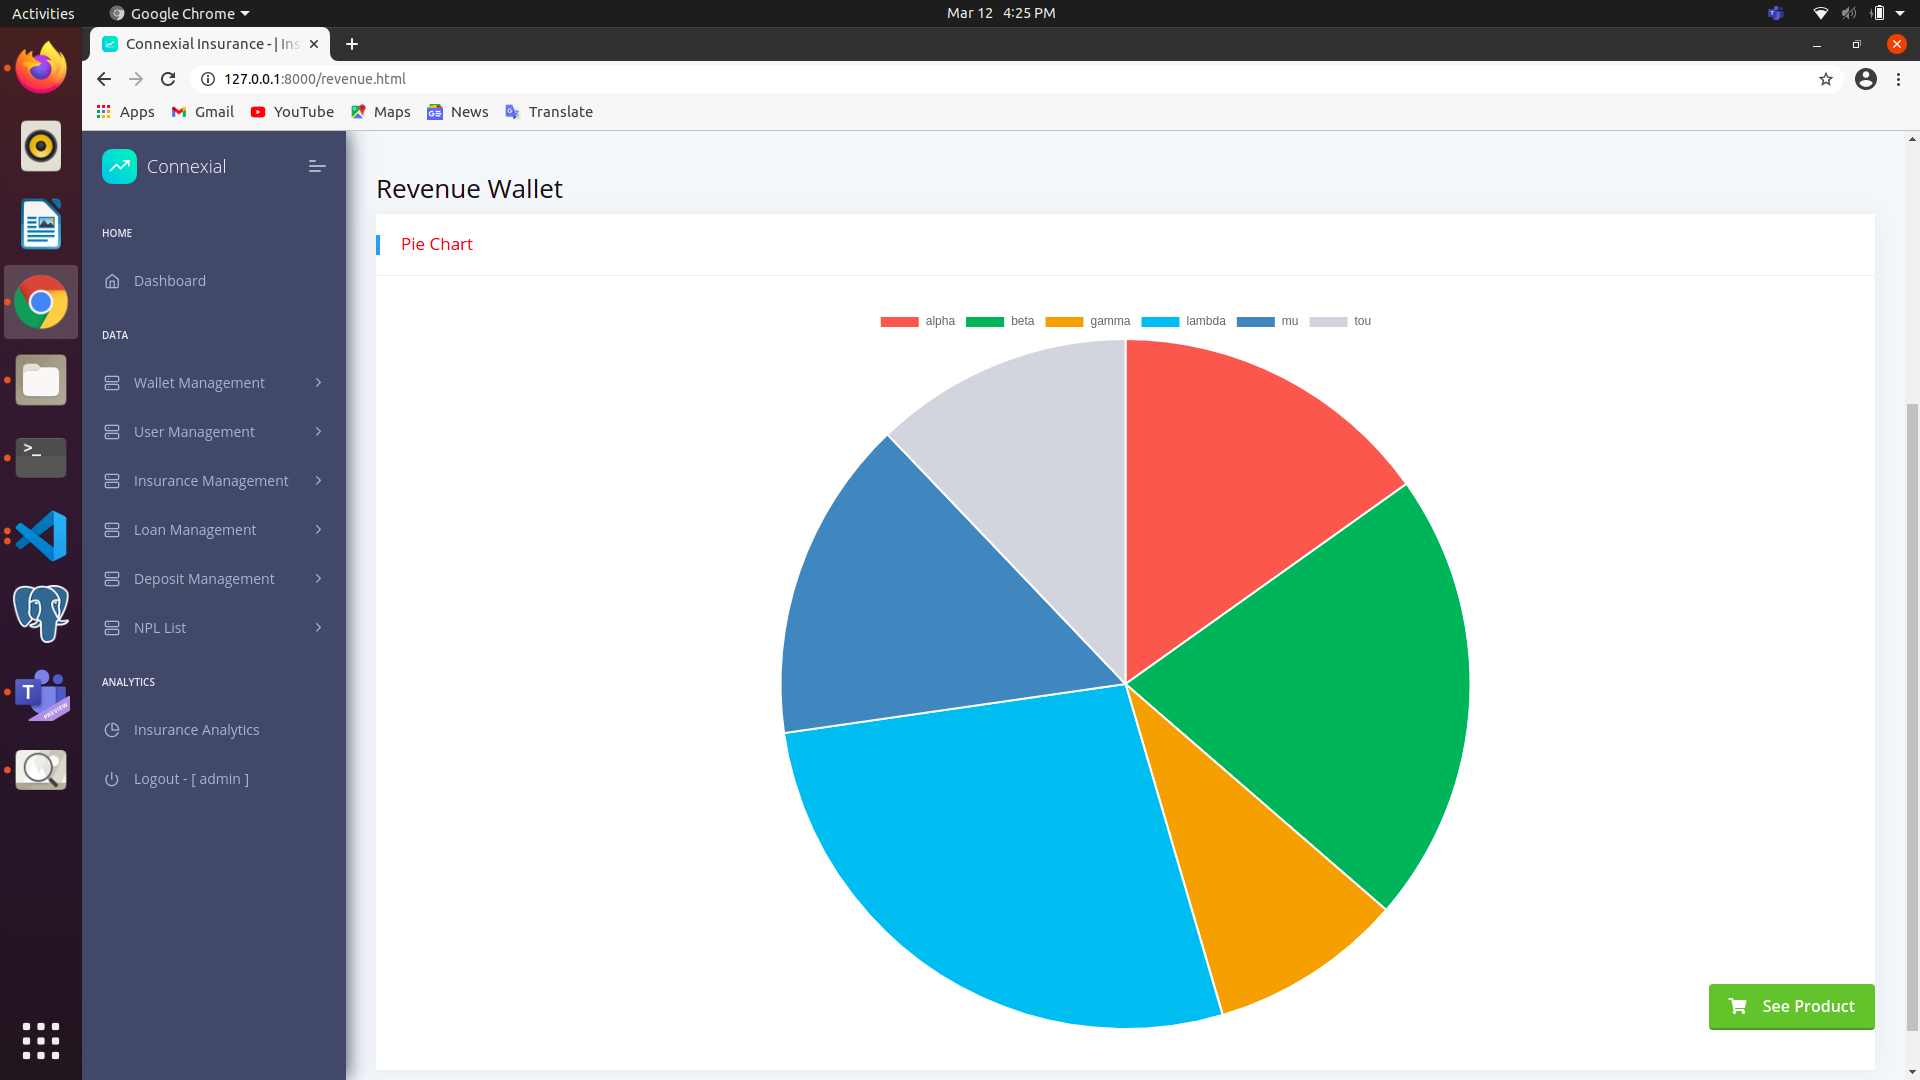 Activities
Google Chrome
Mar 12 4:25 PM
Connexial Insurance - | Ins
127.0.0.1:8000/revenue.html
Apps
Gmail
YouTube
Maps
News
Translate
Connexial
HOME
Dashboard
DATA
Wallet Management
User Management
Insurance Management
Loan Management
Deposit Management
NPL List
ANALYTICS
Insurance Analytics
Logout - [ admin ]
Revenue Wallet
Pie Chart
alpha beta gamma lambda mu tou
See Product
T
PREVIEW
>_